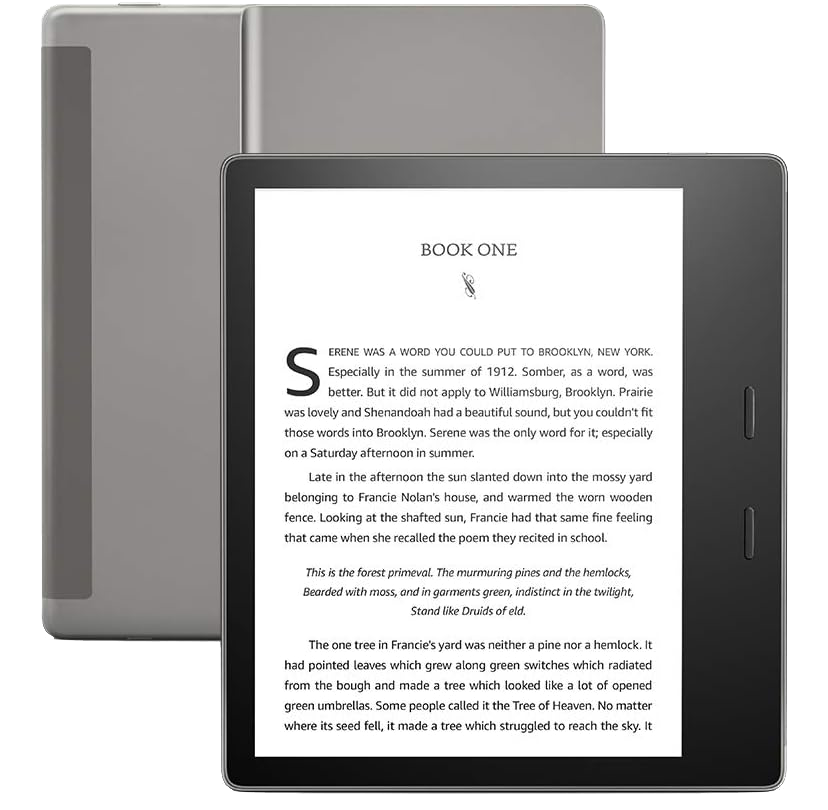 BOOK ONE
SERENE WAS A WORD YOU COULD PUT TO BROOKLYN, NEW YORK.
Especially in the summer of 1912. Somber, as a word, was
better. But it did not apply to Williamsburg, Brooklyn. Prairie
was lovely and Shenandoah had a beautiful sound, but you couldn't fit
those words into Brooklyn. Serene was the only word for it; especially
on a Saturday afternoon in summer.
Late in the afternoon the sun slanted down into the mossy yard
belonging to Francie Nolan's house, and warmed the worn wooden
fence. Looking at the shafted sun, Francie had that same fine feeling
that came when she recalled the poem they recited in school.
This is the forest primeval. The murmuring pines and the hemlocks,
Bearded with moss, and in garments green, indistinct in the twilight,
Stand like Druids of eld.
The one tree in Francie's yard was neither a pine nor a hemlock. It
had pointed leaves which grew along green switches which radiated
from the bough and made a tree which looked like a lot of opened
green umbrellas. Some people called it the Tree of Heaven. No matter
where its seed fell, it made a tree which struggled to reach the sky. It